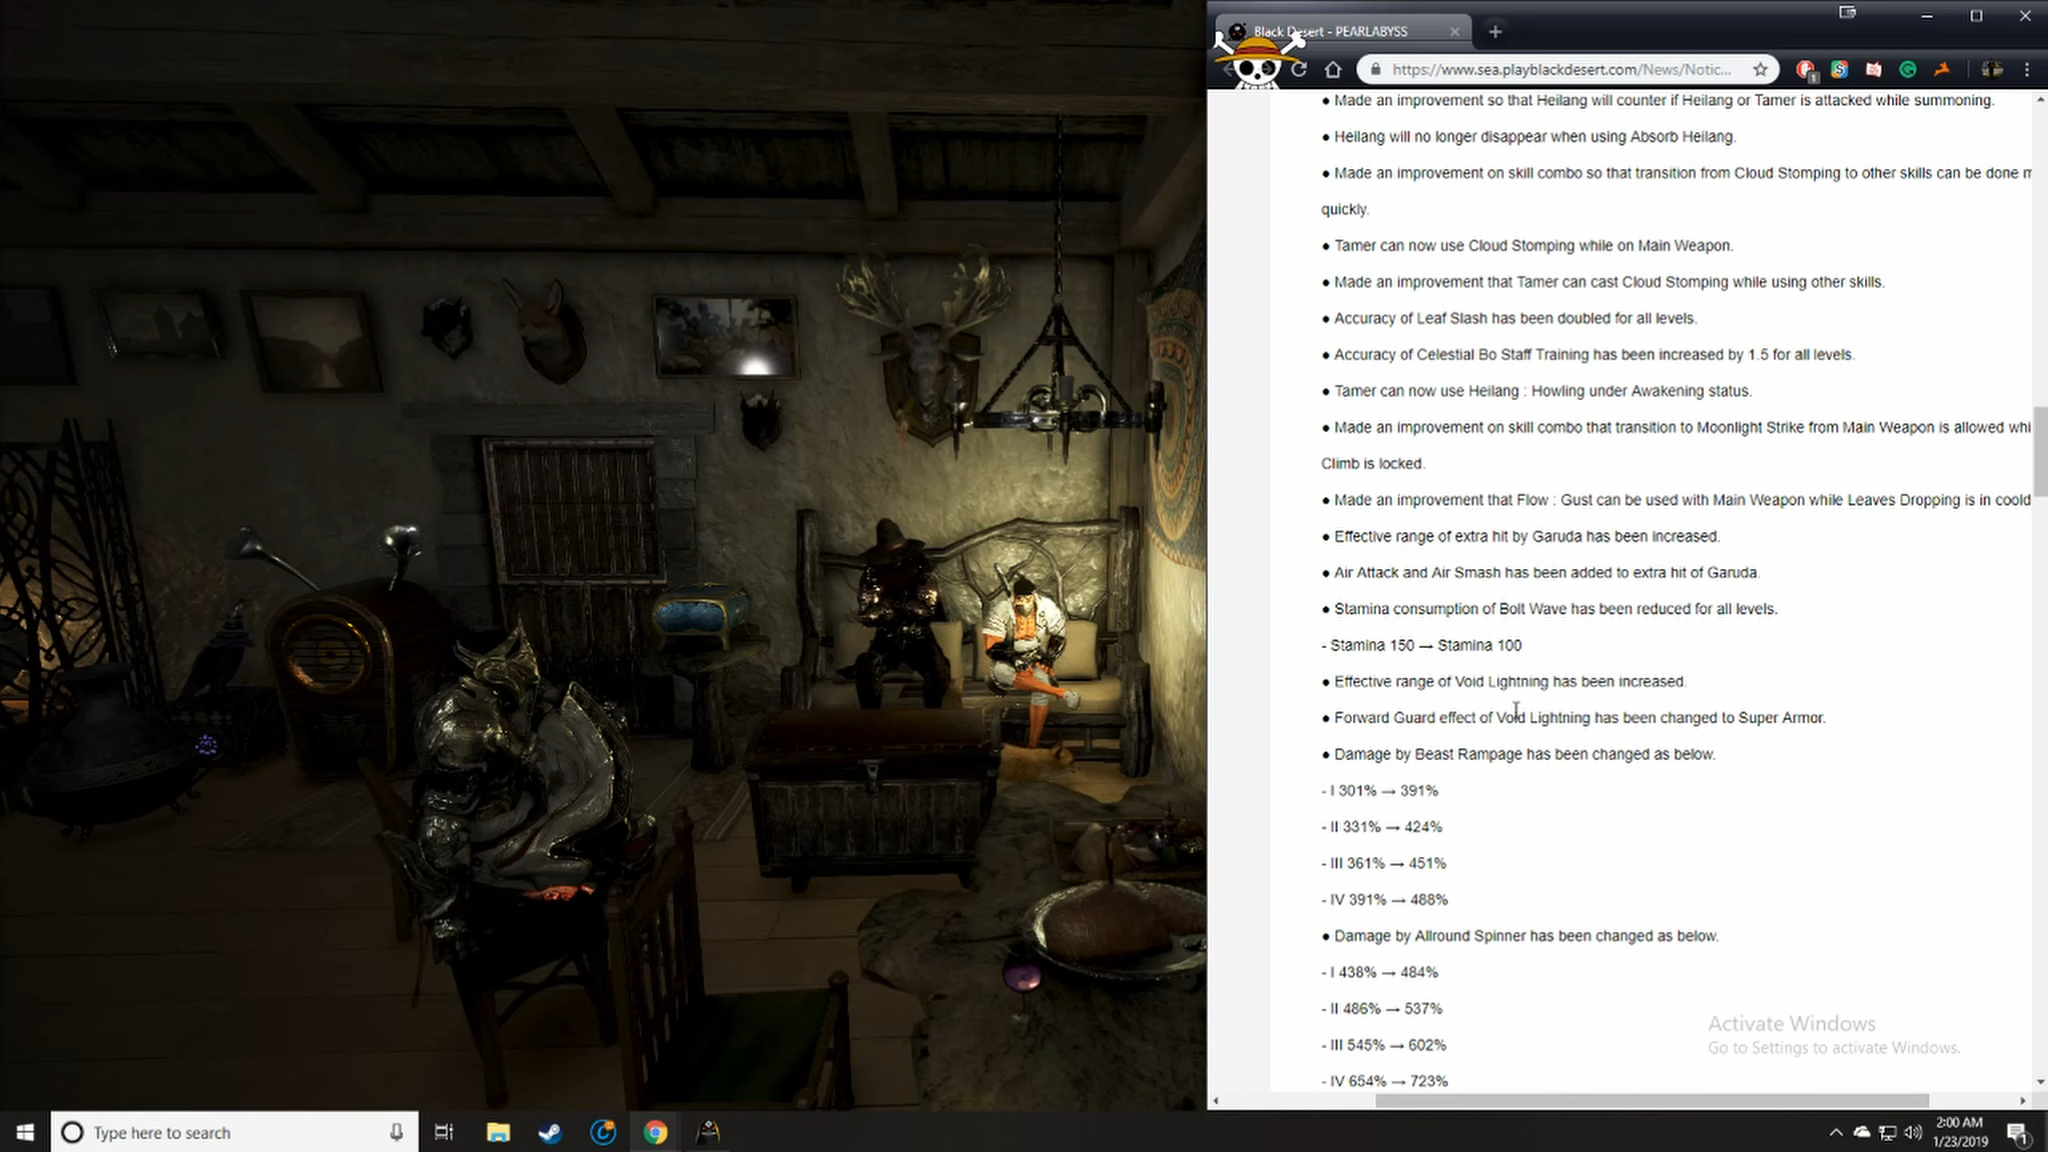 Black Desert - PEARLABYSS
https://www.sea.playblackdesert.com/News/Notic...
1
● Made an improvement so that Heilang will counter if Heilang or Tamer is attacked while summoning.
● Heilang will no longer disappear when using Absorb Heilang.
● Made an improvement on skill combo so that transition from Cloud Stomping to other skills can be done m
quickly.
● Tamer can now use Cloud Stomping while on Main Weapon.
● Made an improvement that Tamer can cast Cloud Stomping while using other skills.
● Accuracy of Leaf Slash has been doubled for all levels.
● Accuracy of Celestial Bo Staff Training has been increased by 1.5 for all levels.
● Tamer can now use Heilang : Howling under Awakening status.
● Made an improvement on skill combo that transition to Moonlight Strike from Main Weapon is allowed whi
Climb is locked.
● Made an improvement that Flow : Gust can be used with Main Weapon while Leaves Dropping is in coold
● Effective range of extra hit by Garuda has been increased.
● Air Attack and Air Smash has been added to extra hit of Garuda.
● Stamina consumption of Bolt Wave has been reduced for all levels.
- Stamina 150 → Stamina 100
● Effective range of Void Lightning has been increased.
● Forward Guard effect of Void Lightning has been changed to Super Armor.
● Damage by Beast Rampage has been changed as below.
- I 301% → 391%
- II 331% → 424%
- III 361% → 451%
- IV 391% → 488%
● Damage by Allround Spinner has been changed as below.
- I 438% → 484%
- II 486% → 537%
- III 545% → 602%
- IV 654% → 723%
Activate Windows
Go to Settings to activate Windows.
Type here to search
2:00 AM
1/23/2019
1